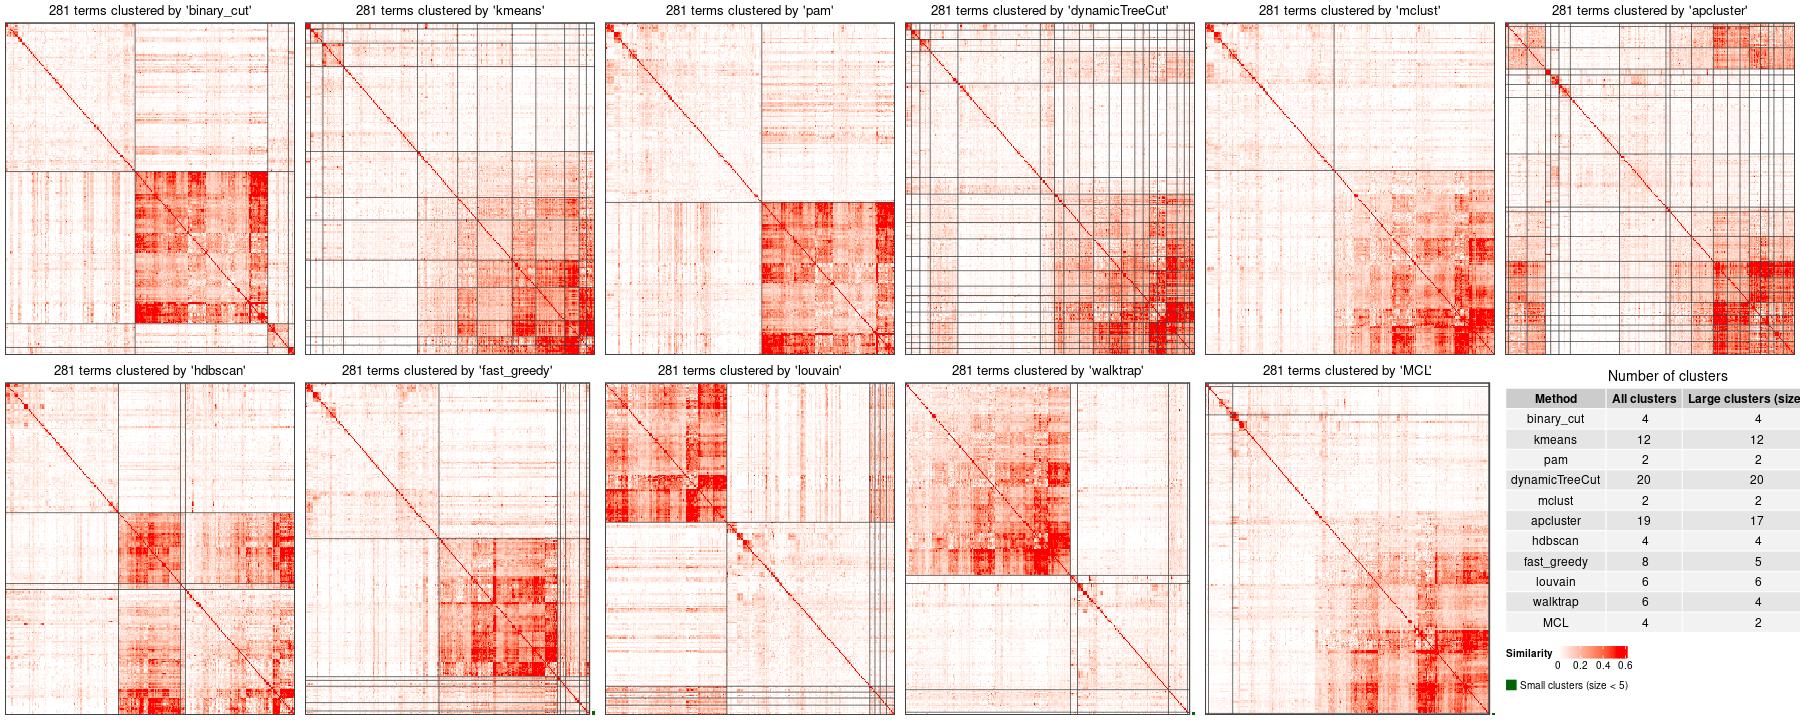 281 terms clustered by 'binary_cut'
281 terms clustered by 'kmeans'
281 terms clustered by 'pam'
281 terms clustered by 'dynamicTreeCut'
281 terms clustered by 'mclust'
281 terms clustered by 'apcluster'
281 terms clustered by 'hdbscan'
281 terms clustered by 'fast_greedy'
281 terms clustered by 'louvain'
281 terms clustered by 'walktrap'
281 terms clustered by 'MCL'
Number of clusters
Method All clusters Large clusters (size
binary_cut 4 4
kmeans 12 12
pam 2 2
dynamicTreeCut 20 20
mclust 2 2
apcluster 19 17
hdbscan 4 4
fast_greedy 8 5
louvain 6 6
walktrap 6 4
MCL 4 2
Similarity
0 0.2 0.4 0.6
Small clusters (size < 5)